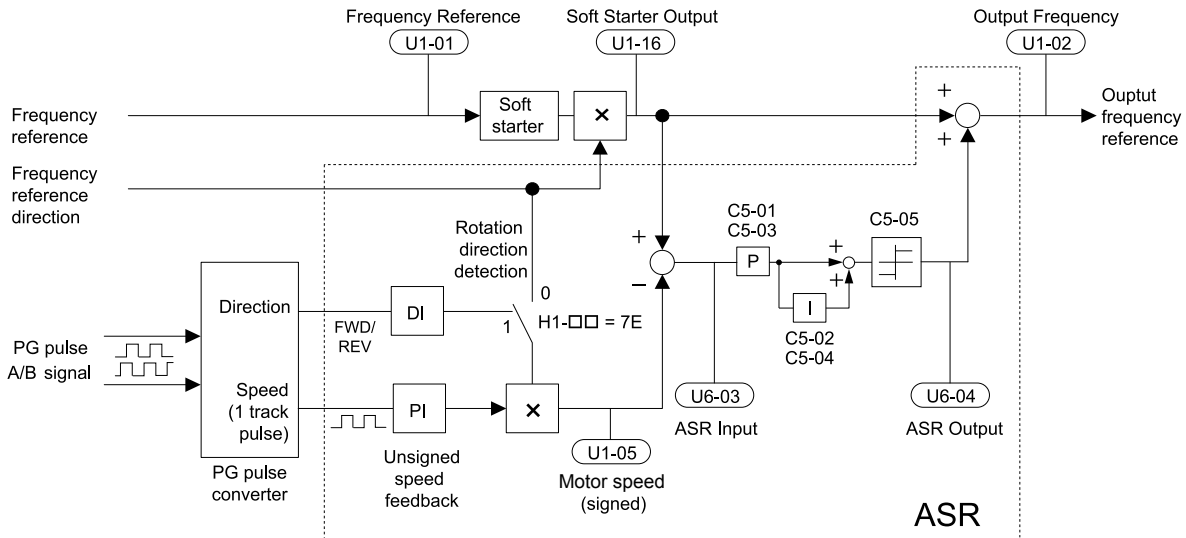 Frequency Reference
U1-01
Soft Starter Output
U1-16
Output Frequency
U1-02
Frequency
reference
Soft
starter
×
+
+
Ouptut
frequency
reference
Frequency
reference
direction
Rotation
direction
detection
C5-01
C5-03
C5-05
+
−
P
+
+
I
C5-02
C5-04
Direction
DI
FWD/
REV
0
1
H1-□□ = 7E
PG pulse
A/B signal
Speed
(1 track
pulse)
PI
×
U6-03
ASR Input
U6-04
ASR Output
U1-05
PG pulse
converter
Unsigned
speed
feedback
Motor speed
(signed)
ASR